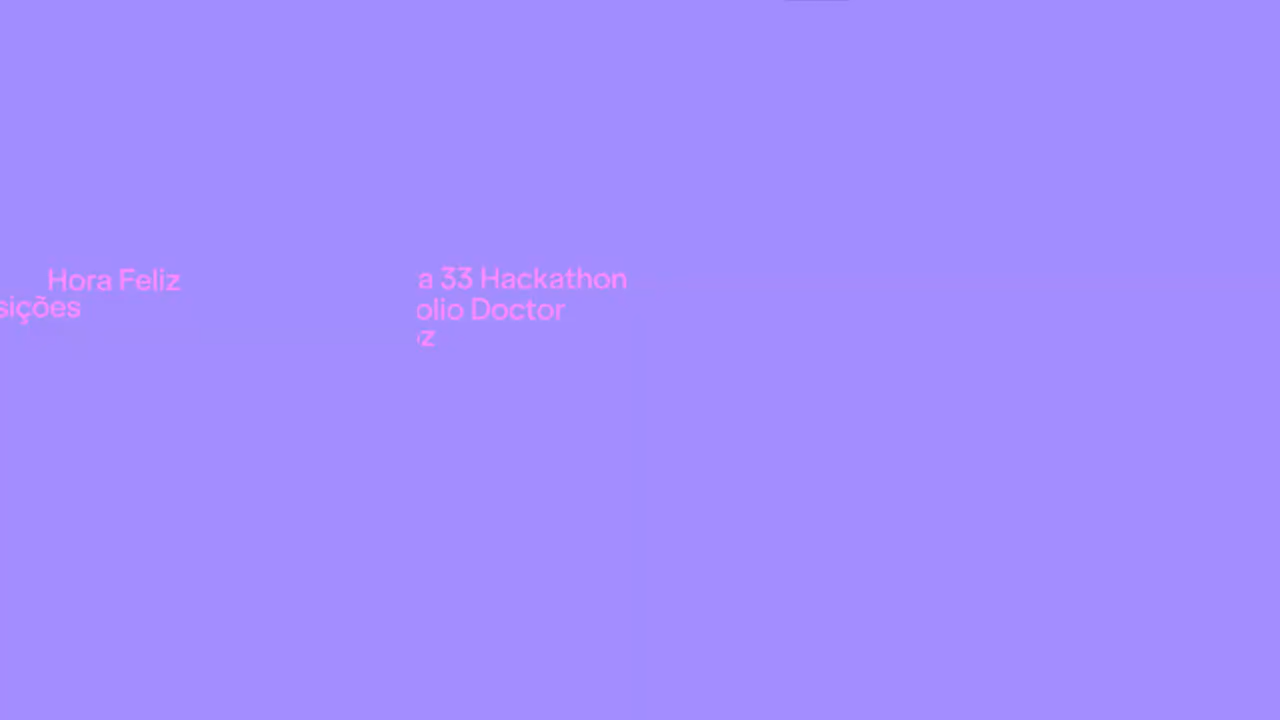 Hora Feliz
sições
a 33 Hackathon
olio Doctor
z